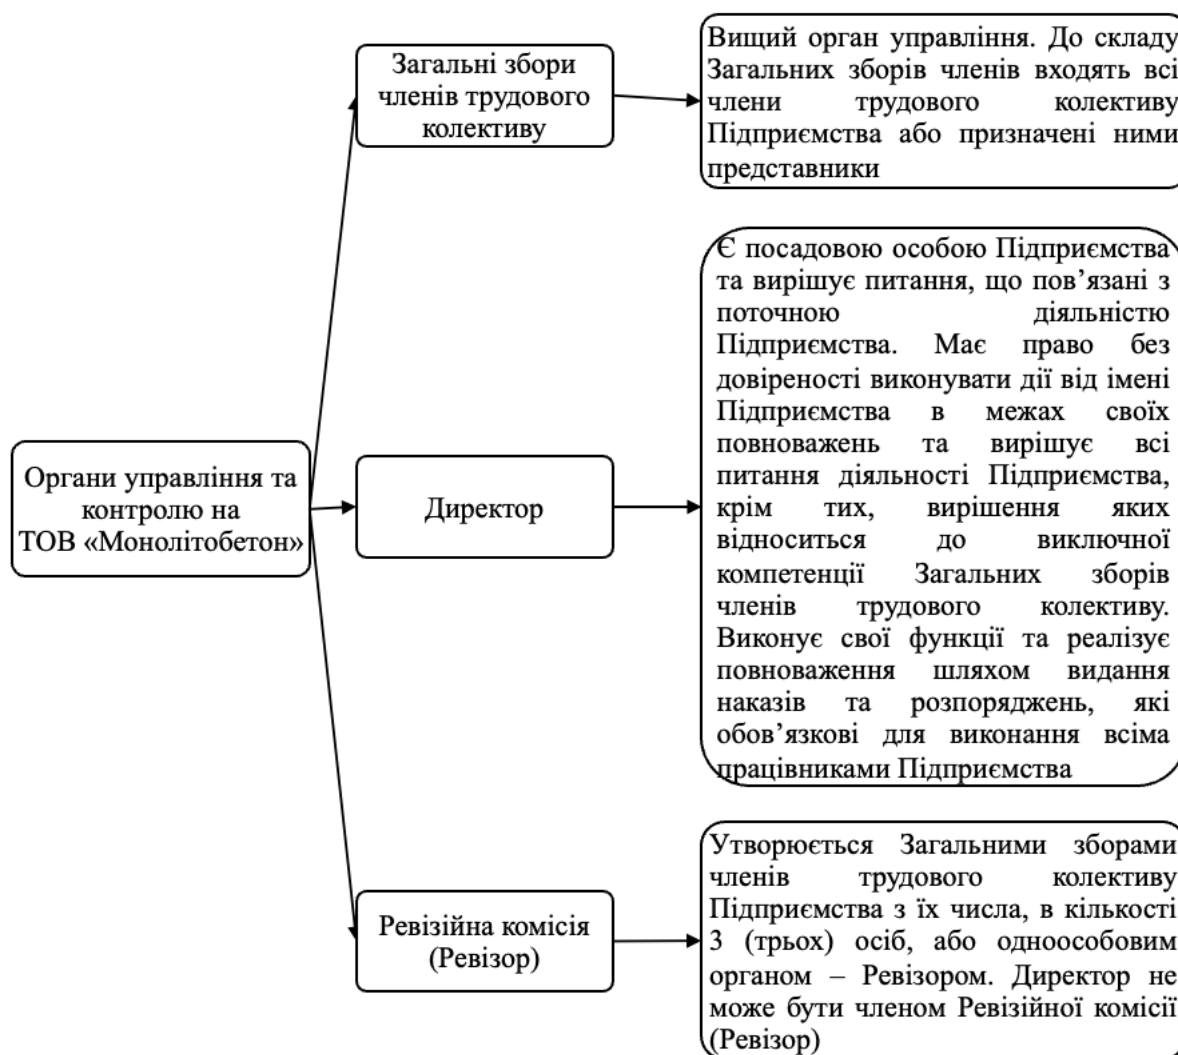 Загальні збори
членів трудового
колективу
Вищий орган управління. До складу
Загальних зборів членів входять всі
члени трудового колективу
Підприємства або призначені ними
представники
Органи управління та
контролю на
ТОВ «Монолітобетон»
Директор
Є посадовою особою Підприємства
та вирішує питання, що пов’язані з
поточною діяльністю
Підприємства. Має право без
довіреності виконувати дії від імені
Підприємства в межах своїх
повноважень та вирішує всі
питання діяльності Підприємства,
крім тих, вирішення яких
відноситься до виключної
компетенції Загальних зборів
членів трудового колективу.
Виконує свої функції та реалізує
повноваження шляхом видання
наказів та розпоряджень, які
обов’язкові для виконання всіма
працівниками Підприємства
Ревізійна комісія
(Ревізор)
Утворюється Загальними зборами
членів трудового колективу
Підприємства з їх числа, в кількості
3 (трьох) осіб, або одноособовим
органом – Ревізором. Директор не
може бути членом Ревізійної комісії
(Ревізор)